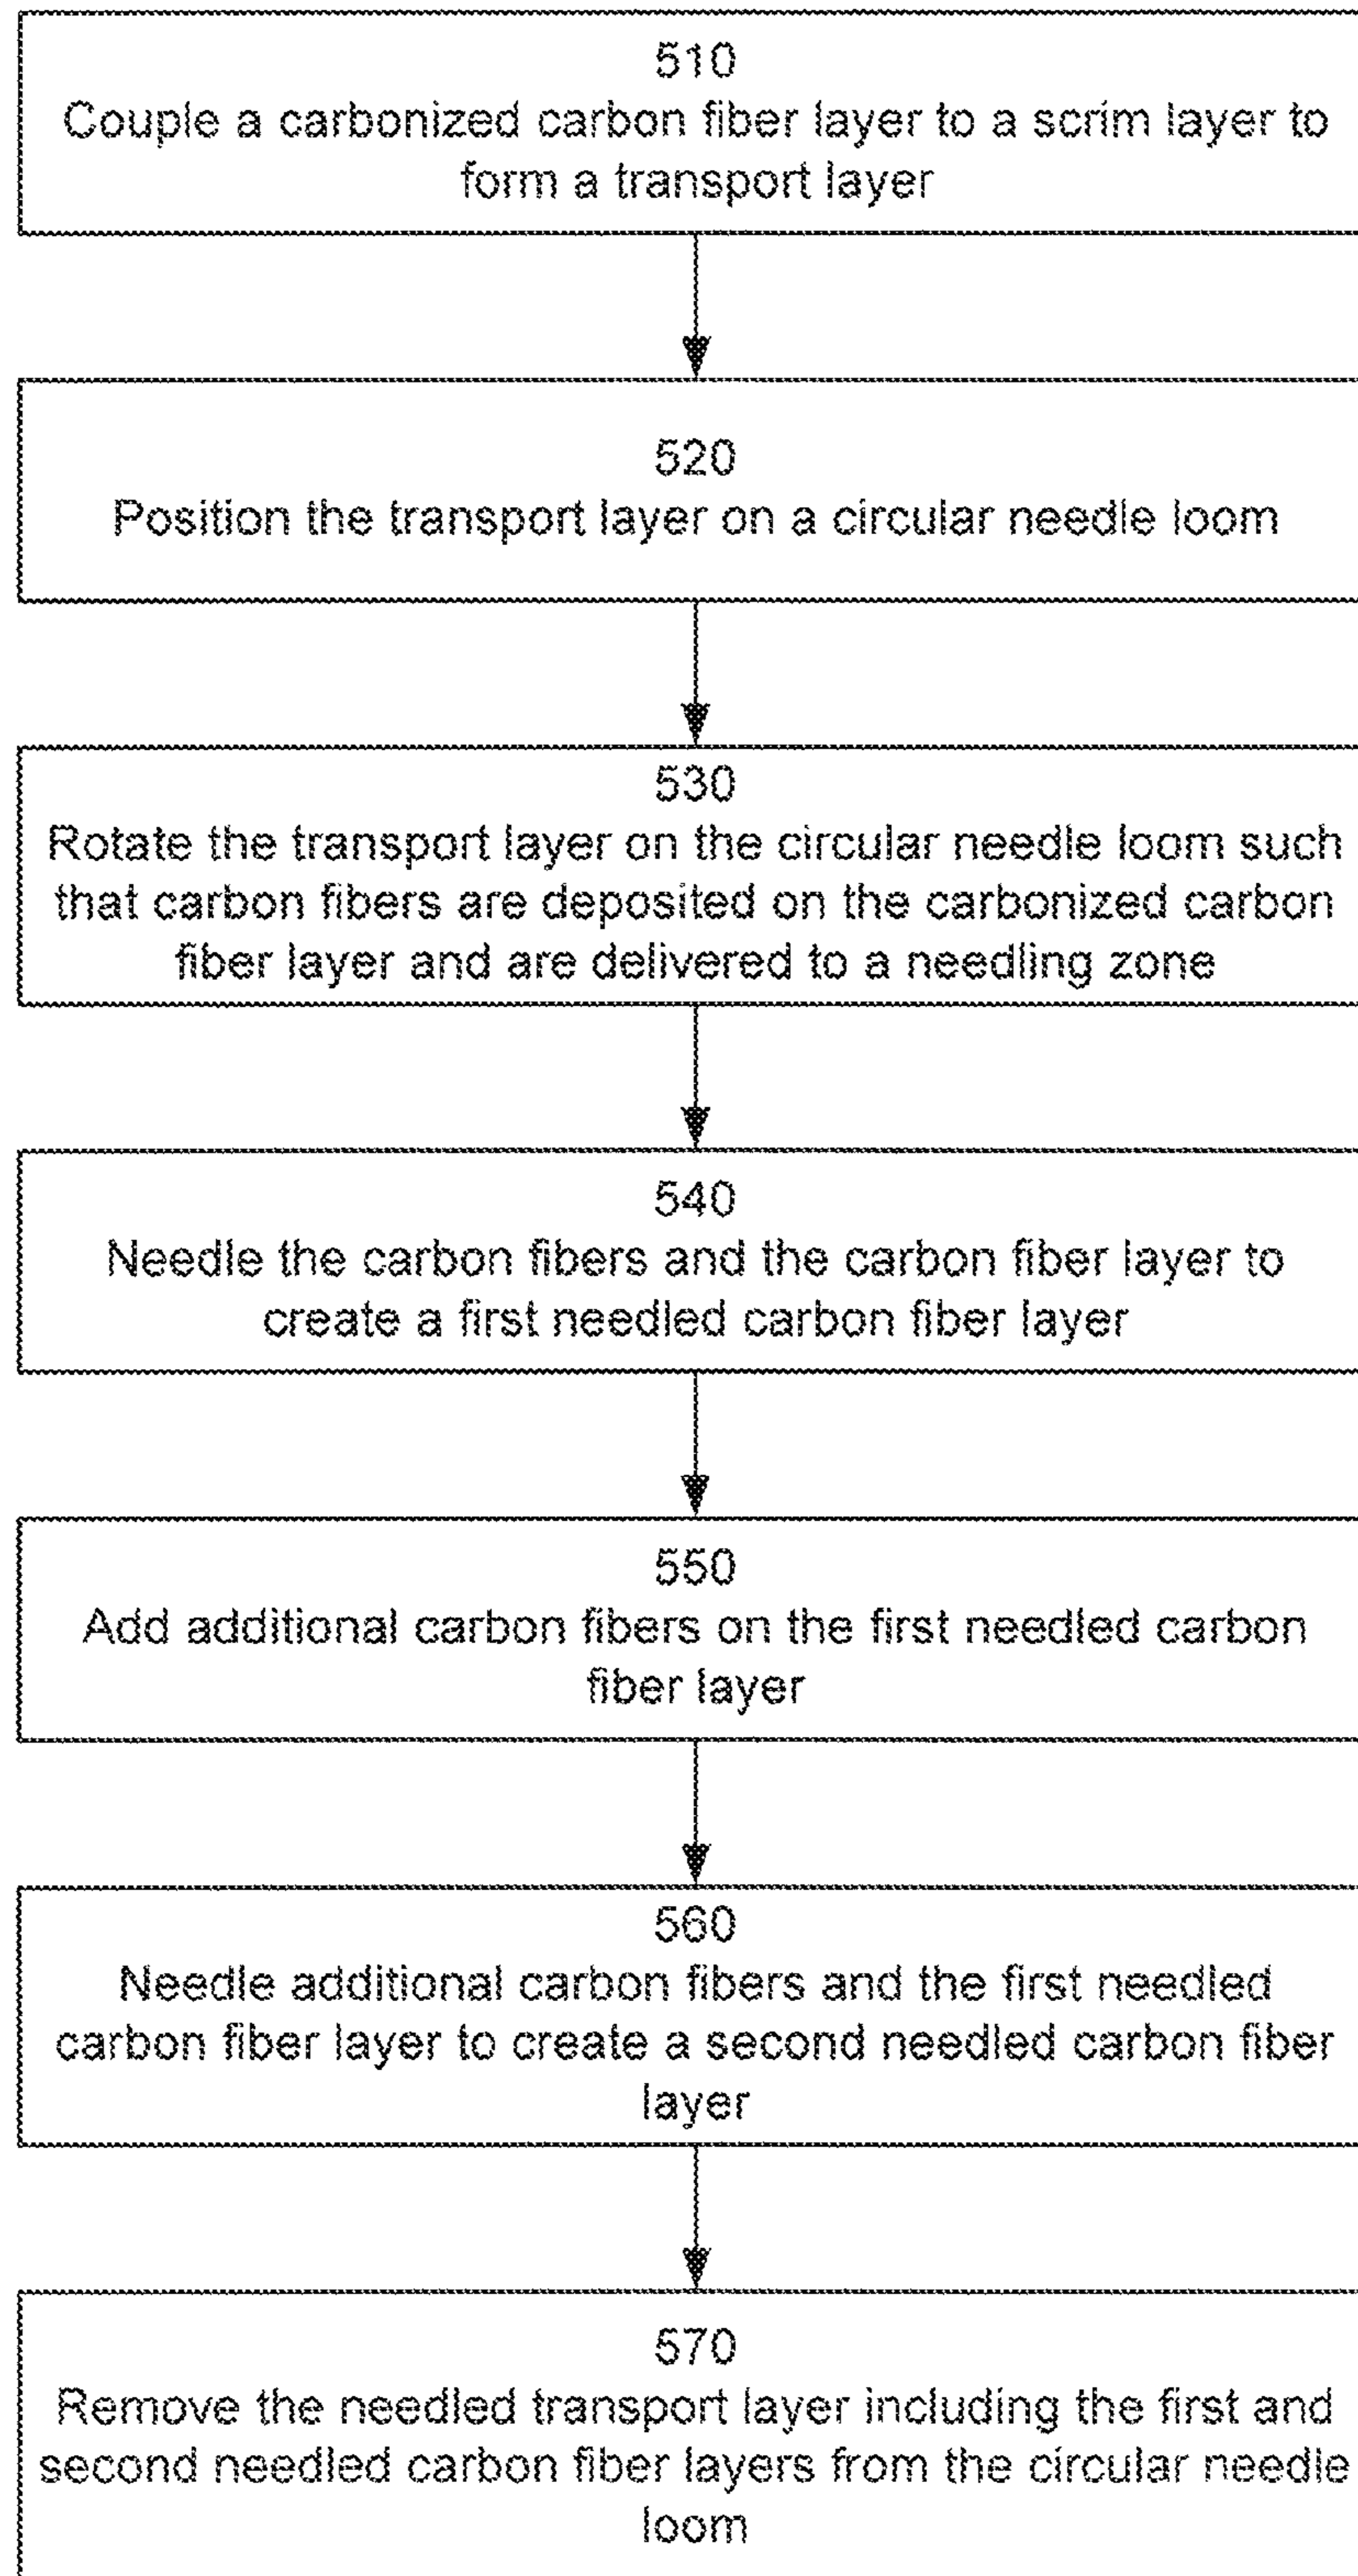 510
Couple a carbonized carbon fiber layer to a scrim layer to
form a transport layer
520
Position the transport layer on a circular needle loom
530
Rotate the transport layer on the circular needle loom such
that carbon fibers are deposited on the carbonized carbon
fiber layer and are delivered to a needling zone
540
Needle the carbon fibers and the carbon fiber layer to
create a first needled carbon fiber layer
550
Add additional carbon fibers on the first needled carbon
fiber layer
560
Needle additional carbon fibers and the first needled
carbon fiber layer to create a second needled carbon fiber
layer
570
Remove the needled transport layer including the first and
second needled carbon fiber layers from the circular needle
loom